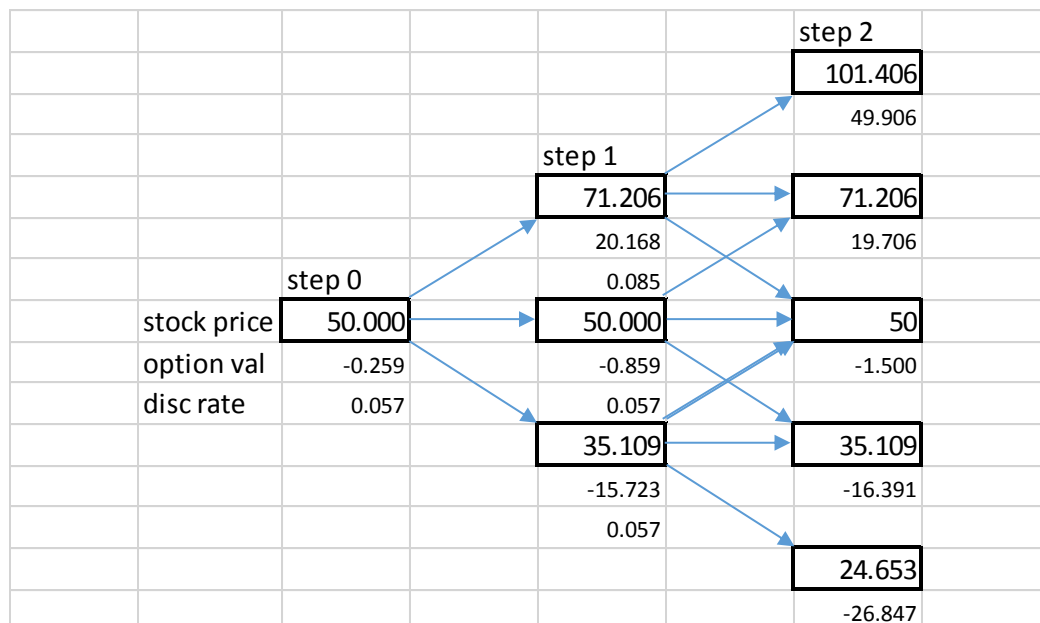 step 2
101.406
49.906
step 1
71.206 71.206
20.168 19.706
step 0 0.085
stock price 50.000 50.000 50
option val -0.259 -0.859 -1.500
disc rate 0.057 0.057
35.109 35.109
-15.723 -16.391
0.057
24.653
-26.847